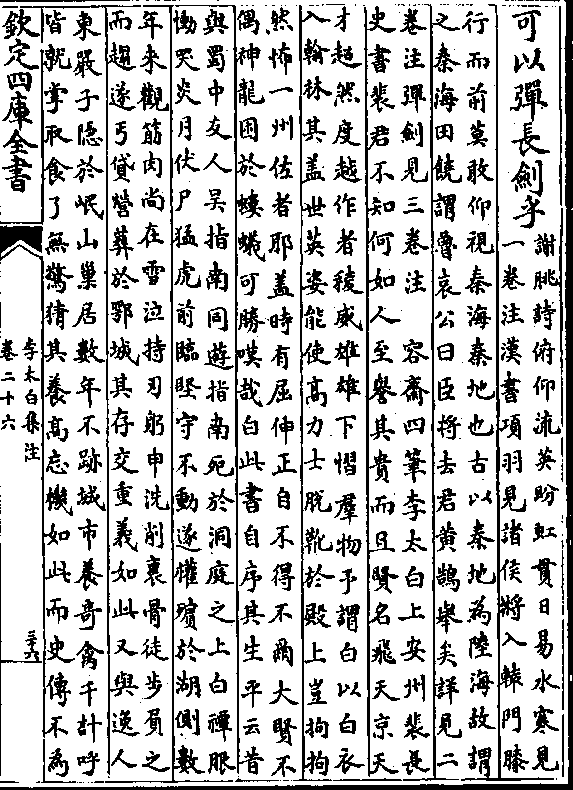 可以彈長劍乎
謝脁詩俯仰流英盼虹貫日易水寒見
一卷注漢書項羽見諸侯將入轅門膝
行而前莫敢仰視秦海秦地也古以秦地為陸海故謂
之秦海田饒謂魯哀公曰臣將去君黄鵠舉矣詳見二
卷注彈劍見三卷注　容齋四筆李太白上安州裴長
史書裴君不知何如人至譽其貴而且賢名飛天京天
才超然度越作者稜威雄雄下慴羣物予謂白以白衣
入翰林其蓋世英姿能使高力士脫靴於殿上豈拘拘
然怖一州佐者耶蓋時有屈伸正自不得不爾大賢不
偶神龍困於螻蟻可勝嘆哉白此書自序其生平云昔
與蜀中友人吳指南同遊指南死於洞庭之上白禫服
慟哭炎月伏尸猛虎前臨堅守不動遂權殯於湖側數
年來觀筋肉尚在雪泣持刃躬申洗削裹骨徒步負之
而趨遂丐貸營葬於鄂城其存交重義如此又與逸人
東嚴子隱於岷山巢居數年不跡城市養奇禽千計呼
皆就掌取食了無驚猜其養高忘機如此而史傳不為
欽定四庫全書
李太白集注
卷二十六
三十六